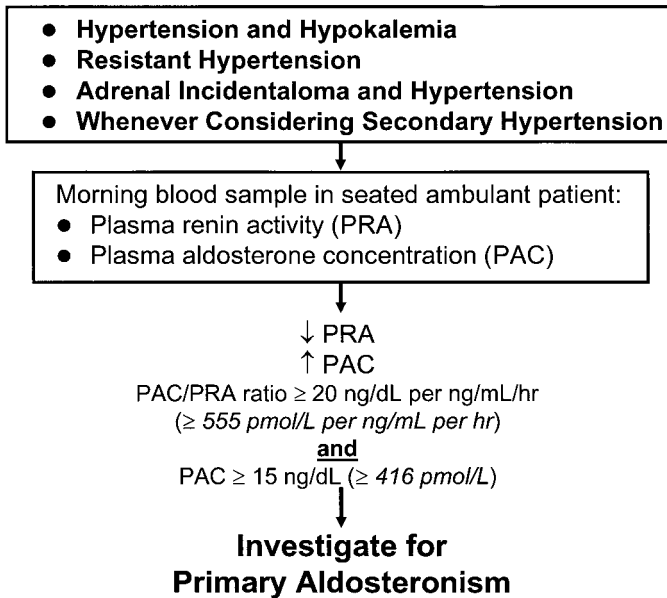 ● Hypertension and Hypokalemia
● Resistant Hypertension
● Adrenal Incidentaloma and Hypertension
● Whenever Considering Secondary Hypertension
Morning blood sample in seated ambulant patient:
● Plasma renin activity (PRA)
● Plasma aldosterone concentration (PAC)
↓ PRA
↑ PAC
PAC/PRA ratio ≥ 20 ng/dL per ng/mL/hr
(≥ 555 pmol/L per ng/mL per hr)
and
PAC ≥ 15 ng/dL (≥ 416 pmol/L)
Investigate for
Primary Aldosteronism